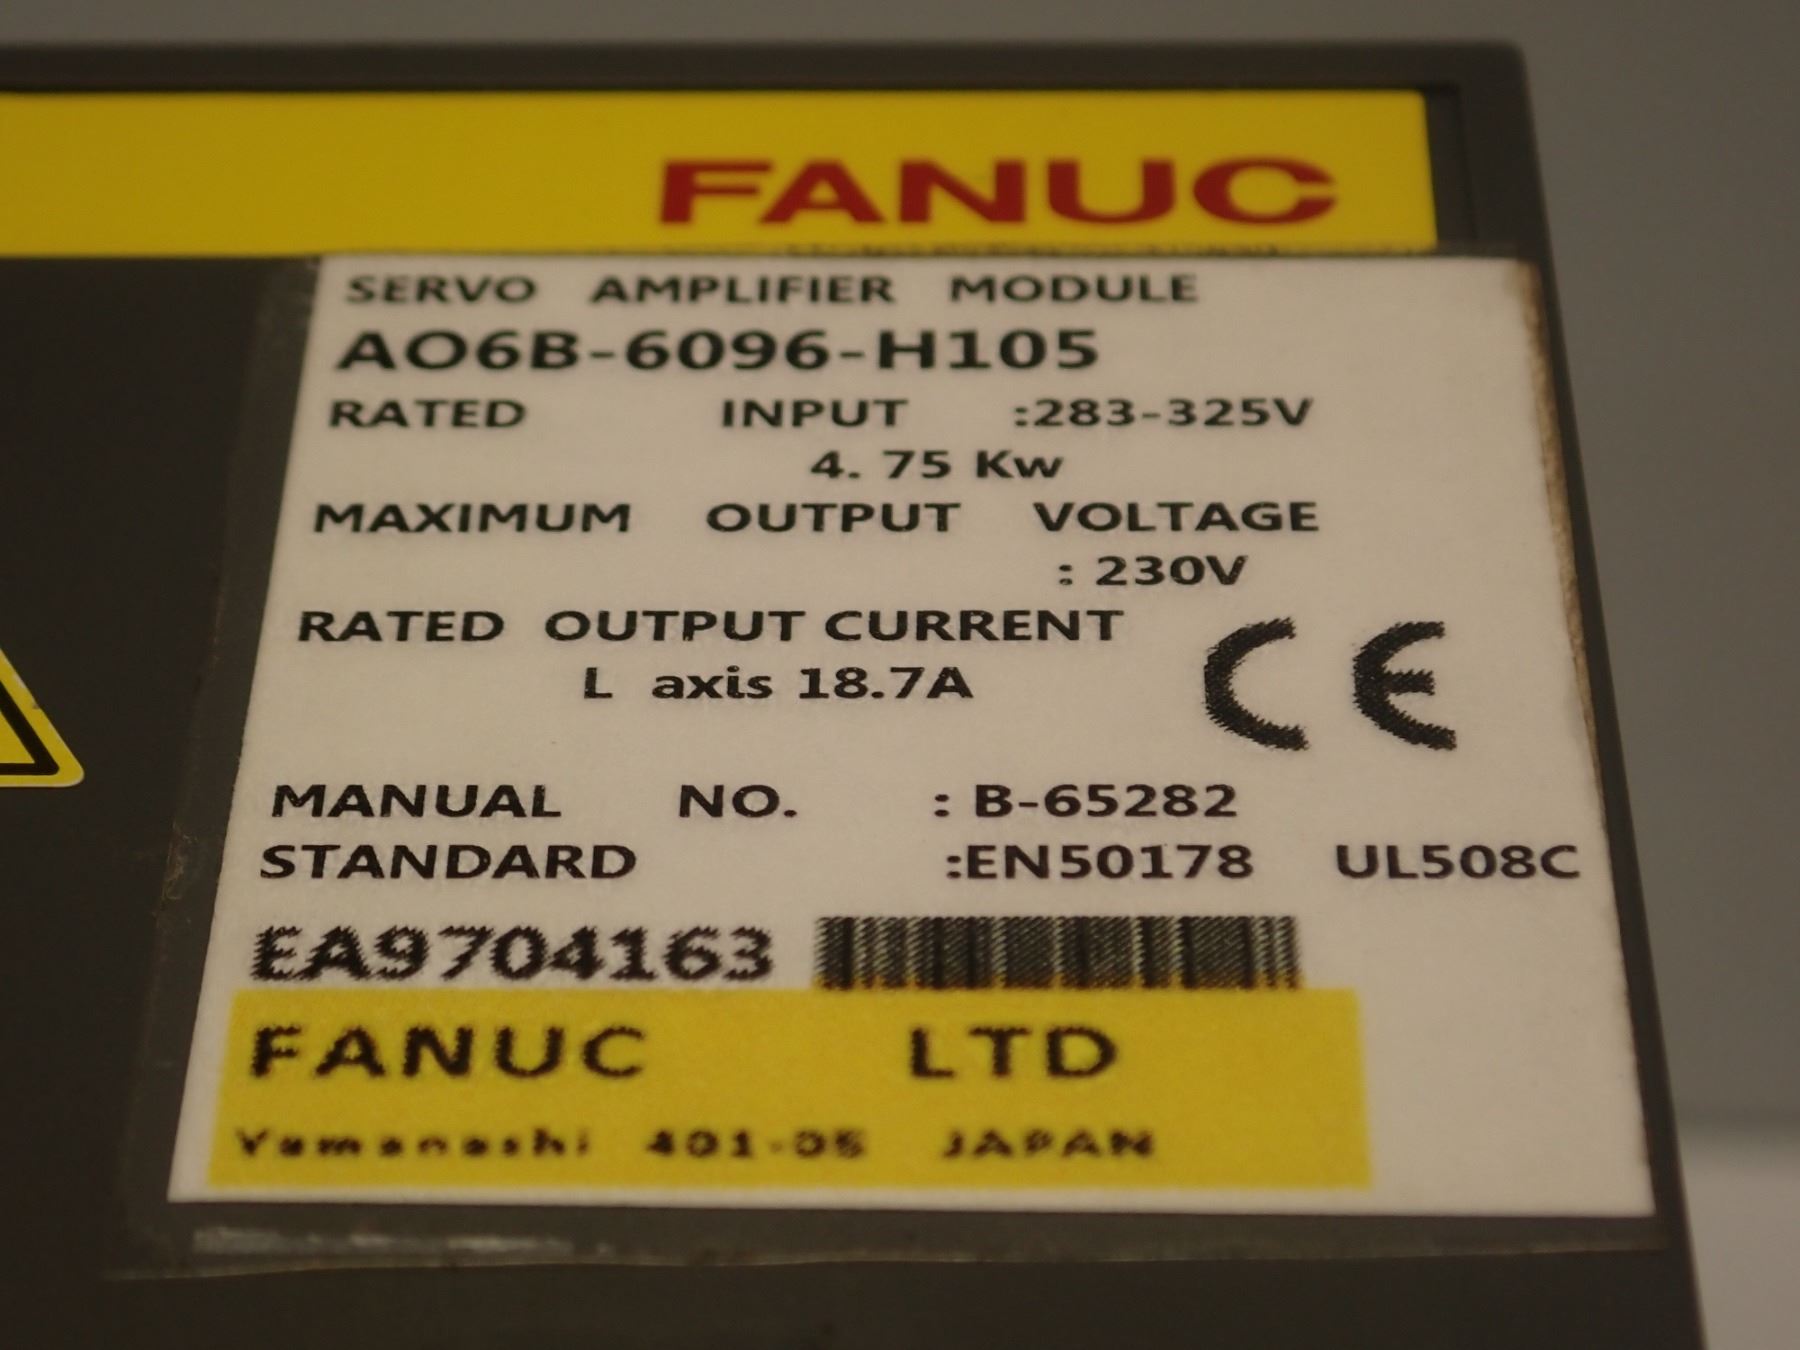 FANUC
SERVO AMPLIFIER MODULE
AO6B-6096-H105
RATED INPUT :283-325V
4. 75 Kw
MAXIMUM OUTPUT VOLTAGE
: 230V
RATED OUTPUT CURRENT
L axis 18.7A
CE
MANUAL NO. : B-65282
STANDARD :EN50178 UL508C
EA9704163
FANUC LTD
Yamanashi 401-05 JAPAN